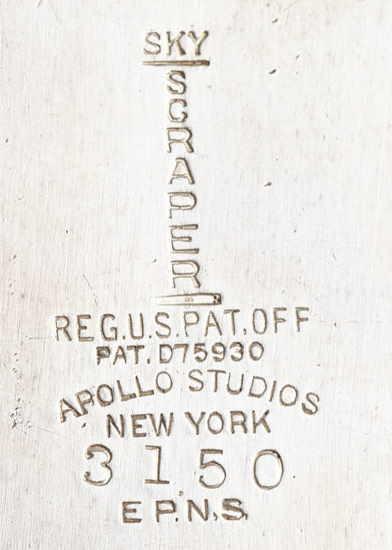 SKY
SCRAPER
REG.U.S.PAT.OFF
PAT.D75930
APOLLO STUDIOS
NEW YORK
3150
E.P.N.S.